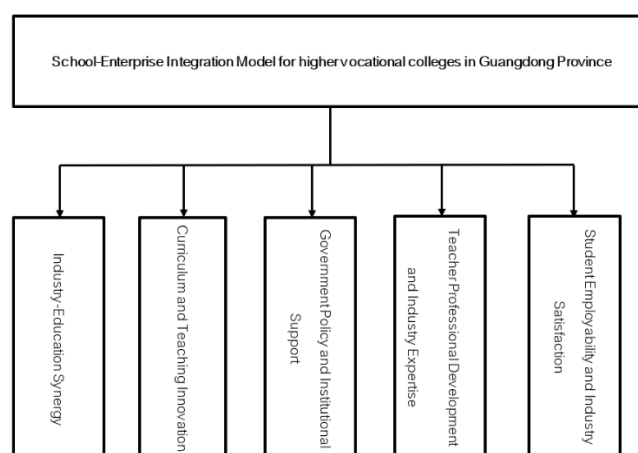 School-Enterprise Integration Model for higher vocational colleges in Guangdong Province
Industry-Education Synergy
Curriculum and Teaching Innovation
Government Policy and Institutional
Support
Teacher Professional Development
and Industry Expertise
Student Employability and Industry
Satisfaction